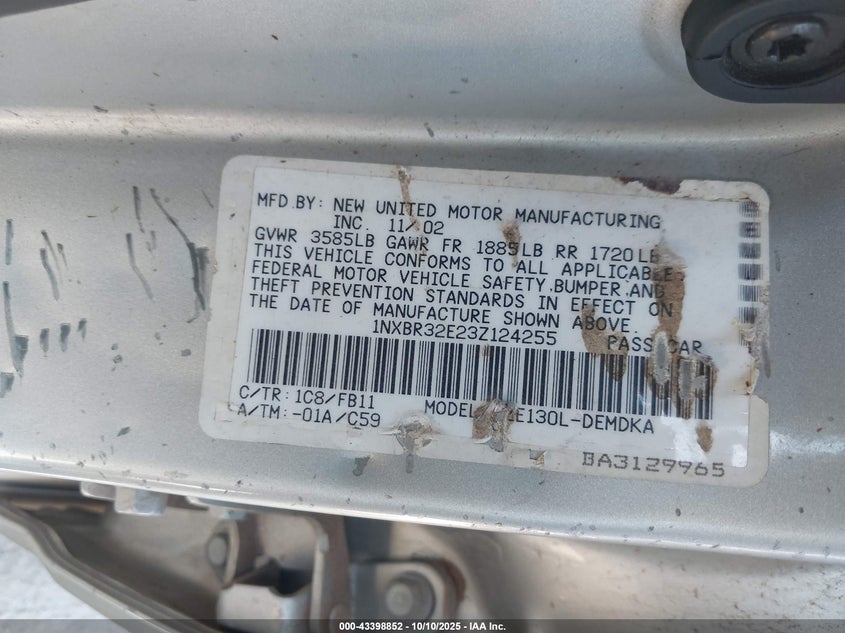 MFD BY: NEW UNITED MOTOR MANUFACTURING
INC. 11/02
GVWR 3585LB GAWR FR 1885LB RR 1720LB
THIS VEHICLE CONFORMS TO ALL APPLICABLE
FEDERAL MOTOR VEHICLE SAFETY,BUMPER AND
THEFT PREVENTION STANDARDS IN EFFECT ON
THE DATE OF MANUFACTURE SHOWN ABOVE.
1NXBR32E23Z124255 PASS CAR
C/TR: 1C8/FB11 MODEL
A/TM: -01A/C59 E130L-DEMDKA
BA3129965
000-43398852 - 10/10/2025 - IAA Inc.